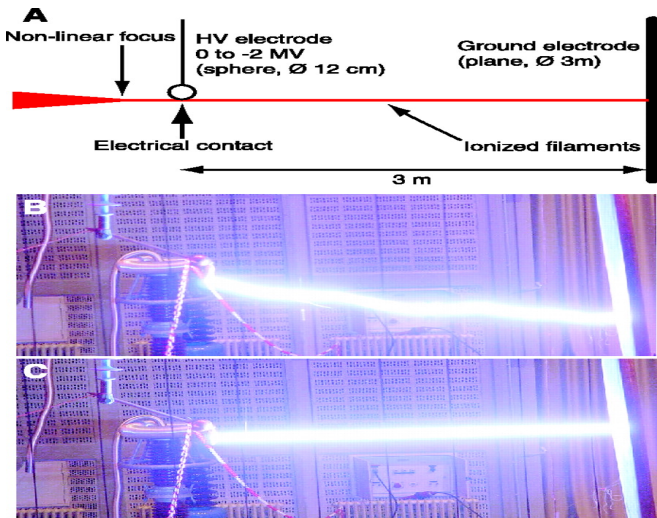 A
Non-linear focus
HV electrode
0 to -2 MV
(sphere, Ø 12 cm)
Ground electrode
(plane, Ø 3m)
Electrical contact
Ionized filaments
3 m
B
C